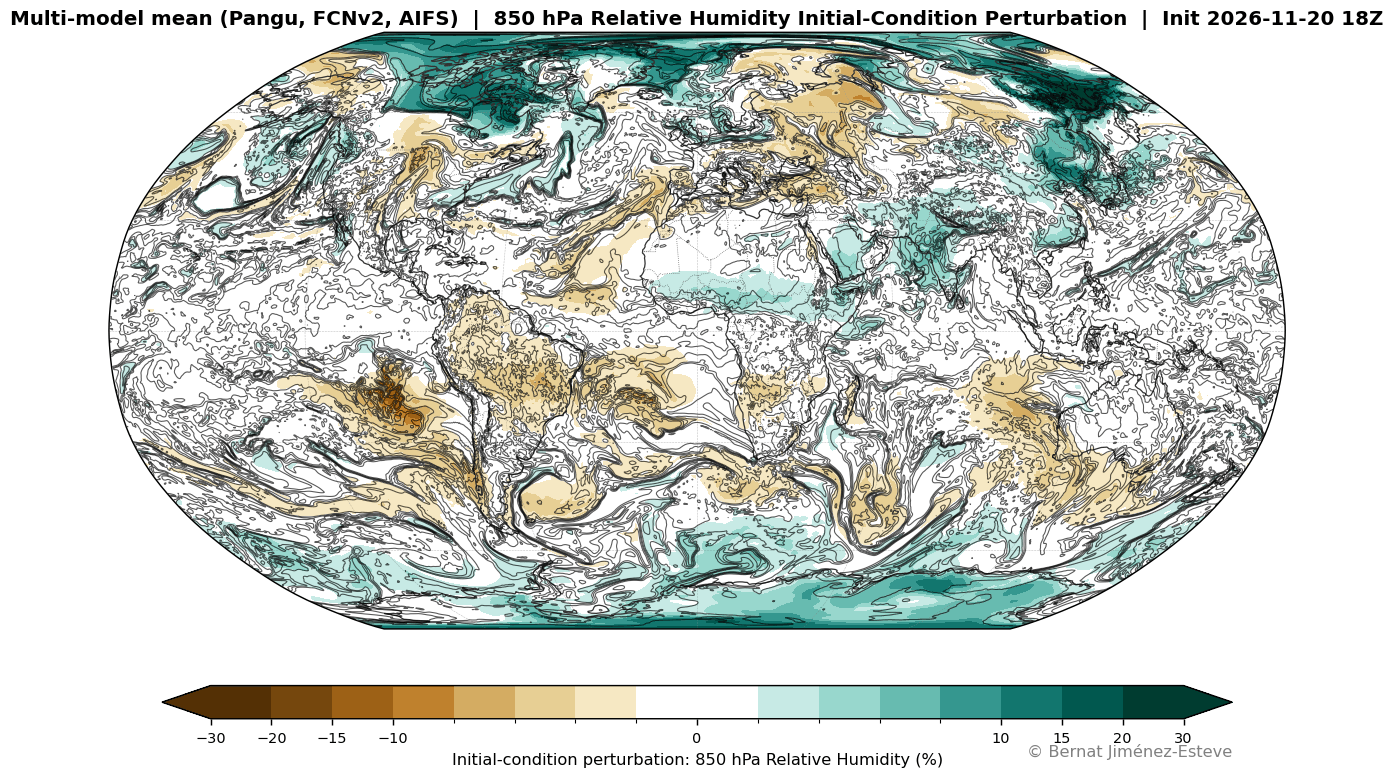 Multi-model mean (Pangu, FCNv2, AIFS)  |  850 hPa Relative Humidity Initial-Condition Perturbation  |  Init 2026-11-20 18Z
−30 −20 −15 −10 0 10 15 20 30
Initial-condition perturbation: 850 hPa Relative Humidity (%)
© Bernat Jiménez-Esteve